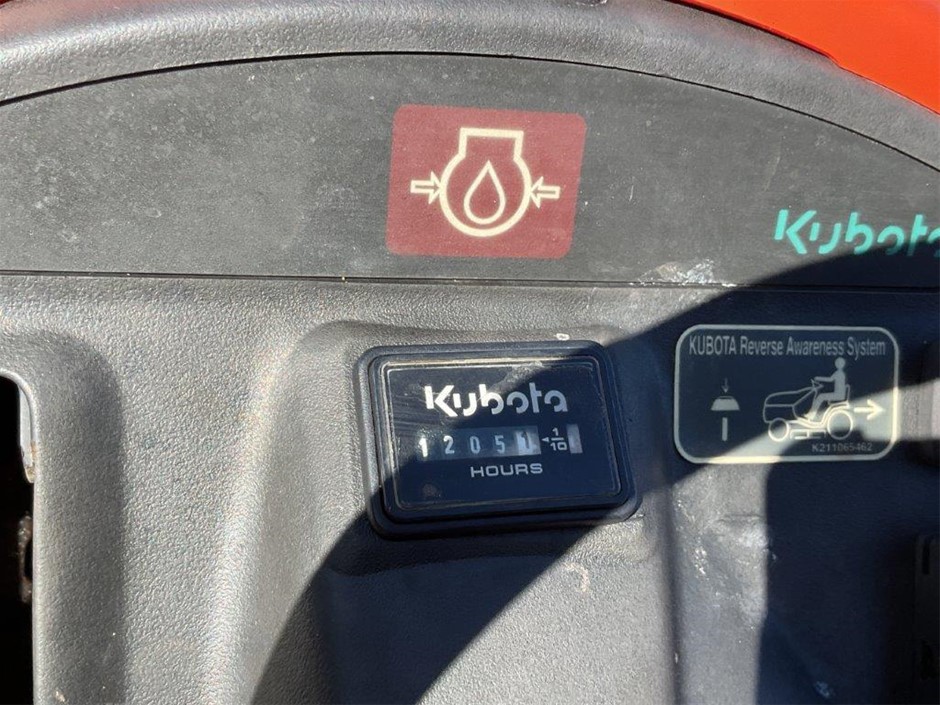 Kubota
Kubota
12051 1/10
HOURS
KUBOTA Reverse Awareness System
K211065462